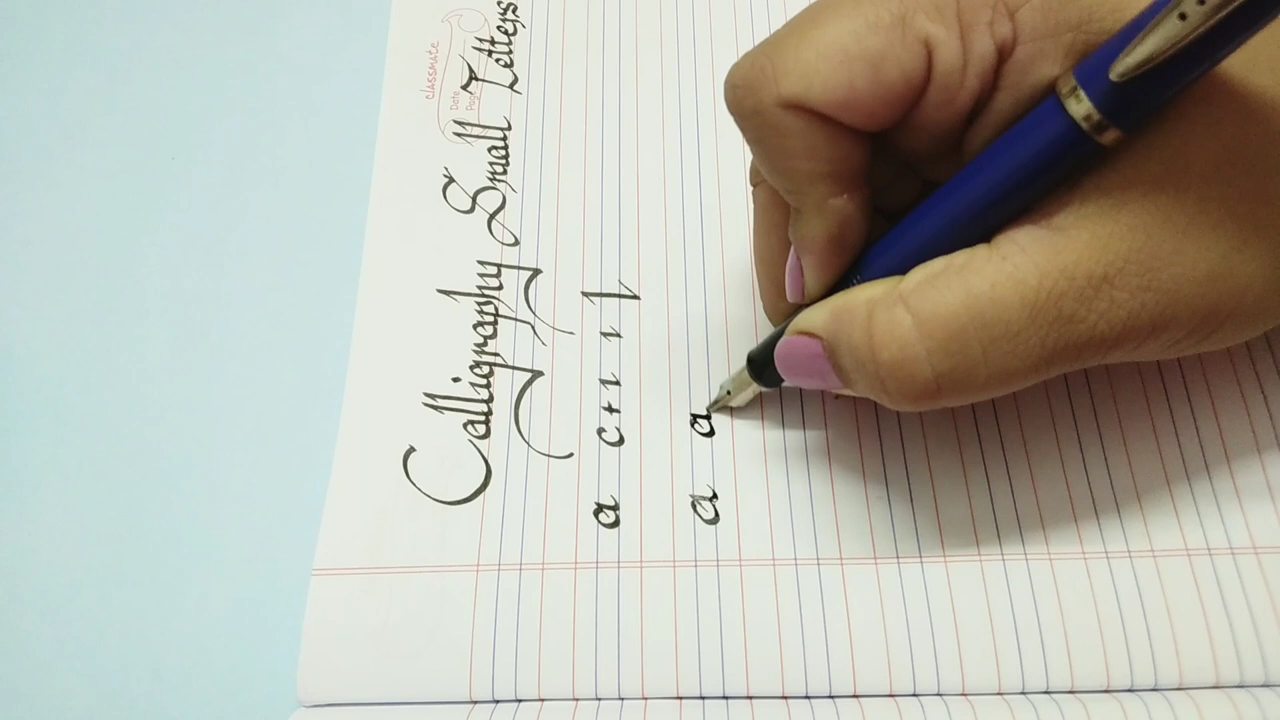 classmate
Date
Page
Calligraphy Small Letters
a c + ı ı ı l
a a